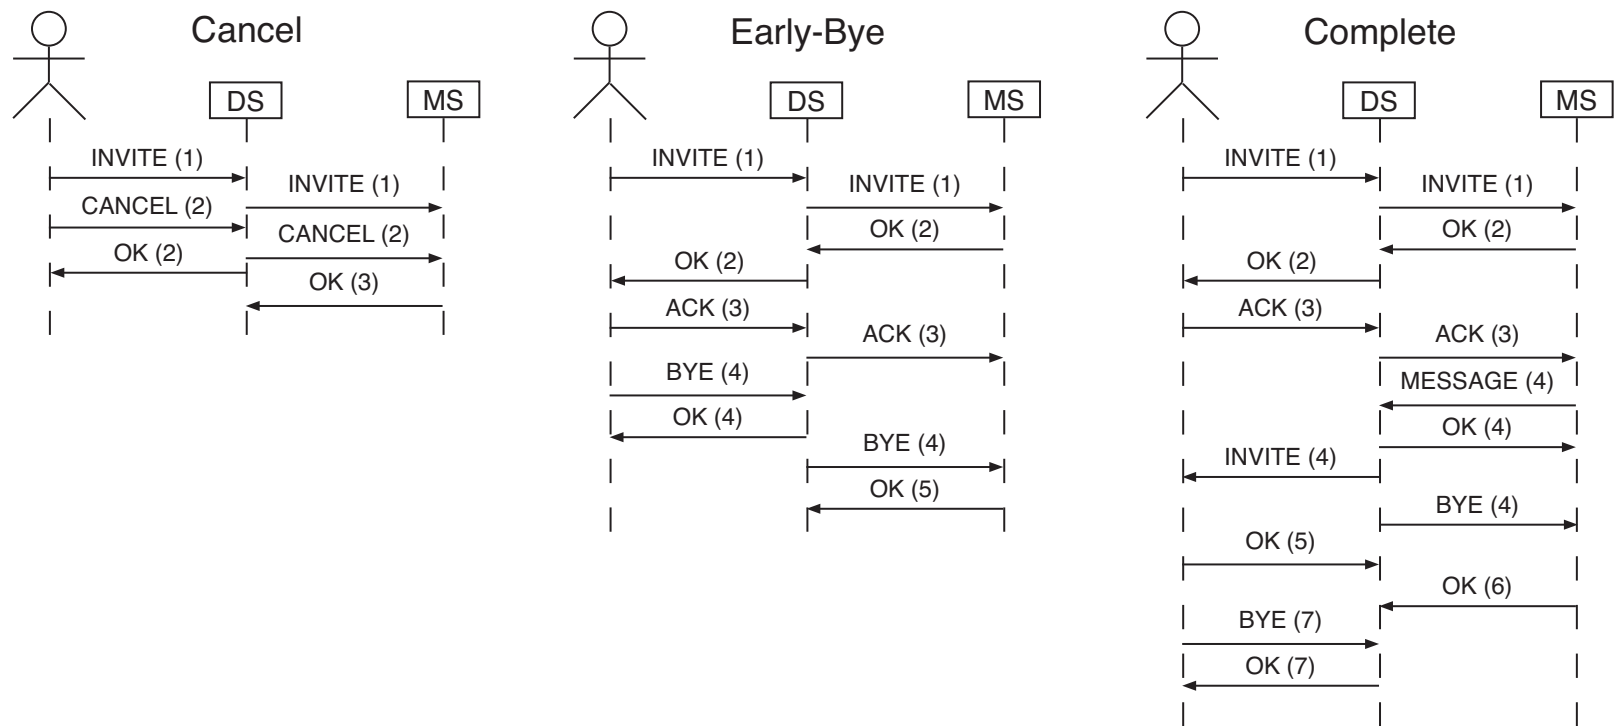 Cancel
DS
MS
INVITE (1)
INVITE (1)
CANCEL (2)
CANCEL (2)
OK (2)
OK (3)
Early-Bye
DS
MS
INVITE (1)
INVITE (1)
OK (2)
OK (2)
ACK (3)
ACK (3)
BYE (4)
OK (4)
BYE (4)
OK (5)
Complete
DS
MS
INVITE (1)
INVITE (1)
OK (2)
OK (2)
ACK (3)
ACK (3)
MESSAGE (4)
OK (4)
INVITE (4)
BYE (4)
OK (5)
OK (6)
BYE (7)
OK (7)